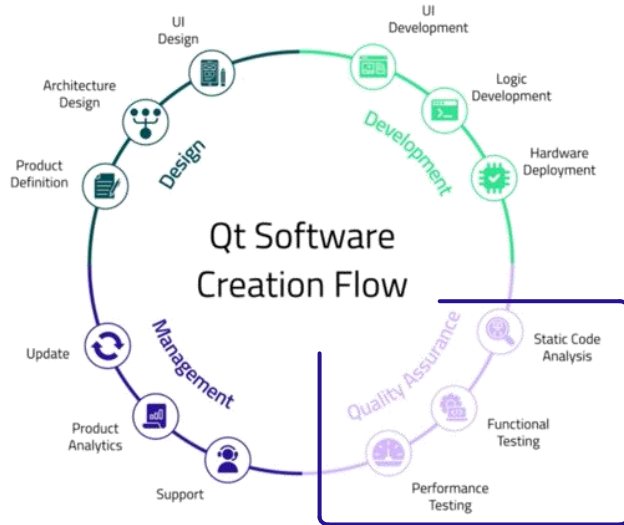 UI
Design
Architecture
Design
Product
Definition
Design
UI
Development
Logic
Development
Hardware
Deployment
Development
Qt Software
Creation Flow
Management
Update
Product
Analytics
Support
Quality Assurance
Static Code
Analysis
Functional
Testing
Performance
Testing